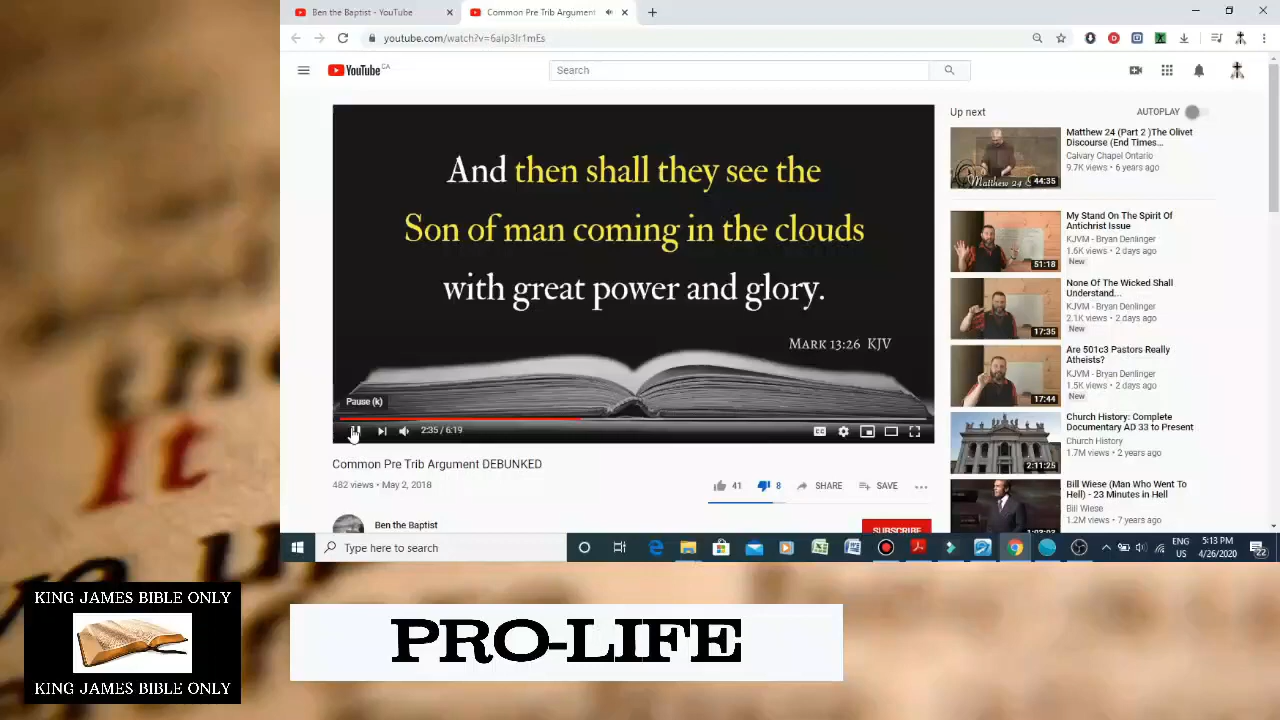 Ben the Baptist - YouTube
Common Pre Trib Argument
youtube.com/watch?v=6aIp3Ir1mEs
YouTube CA
Search
And then shall they see the
Son of man coming in the clouds
with great power and glory.
MARK 13:26 KJV
Pause (k)
2:35 / 6:19
Common Pre Trib Argument DEBUNKED
482 views • May 2, 2018
41
8
SHARE
SAVE
Ben the Baptist
SUBSCRIBE
Up next
AUTOPLAY
Matthew 24
44:35
Matthew 24 (Part 2 )The Olivet
Discourse (End Times...
Calvary Chapel Ontario
9.7K views • 6 years ago
51:18
My Stand On The Spirit Of
Antichrist Issue
KJVM - Bryan Denlinger
1.6K views • 2 days ago
New
17:35
None Of The Wicked Shall
Understand...
KJVM - Bryan Denlinger
2.1K views • 2 days ago
New
17:44
Are 501c3 Pastors Really
Atheists?
KJVM - Bryan Denlinger
1.5K views • 2 days ago
New
2:11:25
Church History: Complete
Documentary AD 33 to Present
Church History
1.7M views • 2 years ago
Bill Wiese (Man Who Went To
Hell) - 23 Minutes in Hell
Bill Wiese
1.2M views • 7 years ago
Type here to search
ENG
US
5:13 PM
4/26/2020
22
It
KING JAMES BIBLE ONLY
KING JAMES BIBLE ONLY
PRO-LIFE